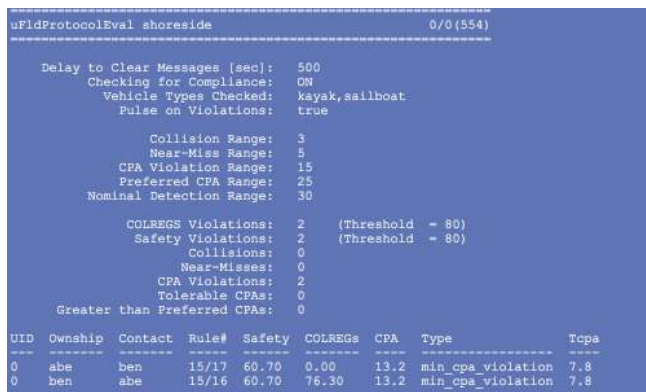 uFldProtocolEval shoreside 0/0(554)
Delay to Clear Messages [sec]: 500
Checking for Compliance: ON
Vehicle Types Checked: kayak,sailboat
Pulse on Violations: true
Collision Range: 3
Near-Miss Range: 5
CPA Violation Range: 15
Preferred CPA Range: 25
Nominal Detection Range: 30
COLREGS Violations: 2 (Threshold = 80)
Safety Violations: 2 (Threshold = 80)
Collisions: 0
Near-Misses: 0
CPA Violations: 2
Tolerable CPAs: 0
Greater than Preferred CPAs: 0
UID Ownship Contact Rule# Safety COLREGs CPA Type Tcpa
0 abe ben 15/17 60.70 0.00 13.2 min_cpa_violation 7.8
0 ben abe 15/16 60.70 76.30 13.2 min_cpa_violation 7.8